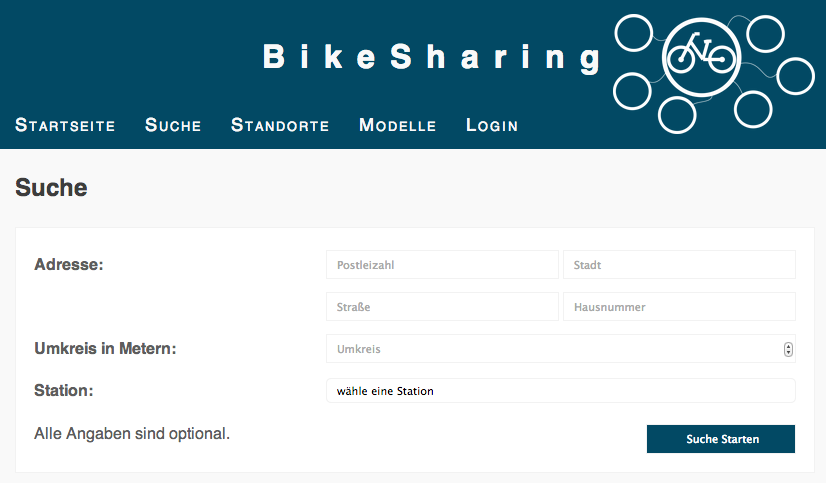 BikeSharing
Startseite Suche Standorte Modelle Login
Suche
Adresse: Postleizahl Stadt
Straße Hausnummer
Umkreis in Metern: Umkreis
Station: wähle eine Station
Alle Angaben sind optional. Suche Starten